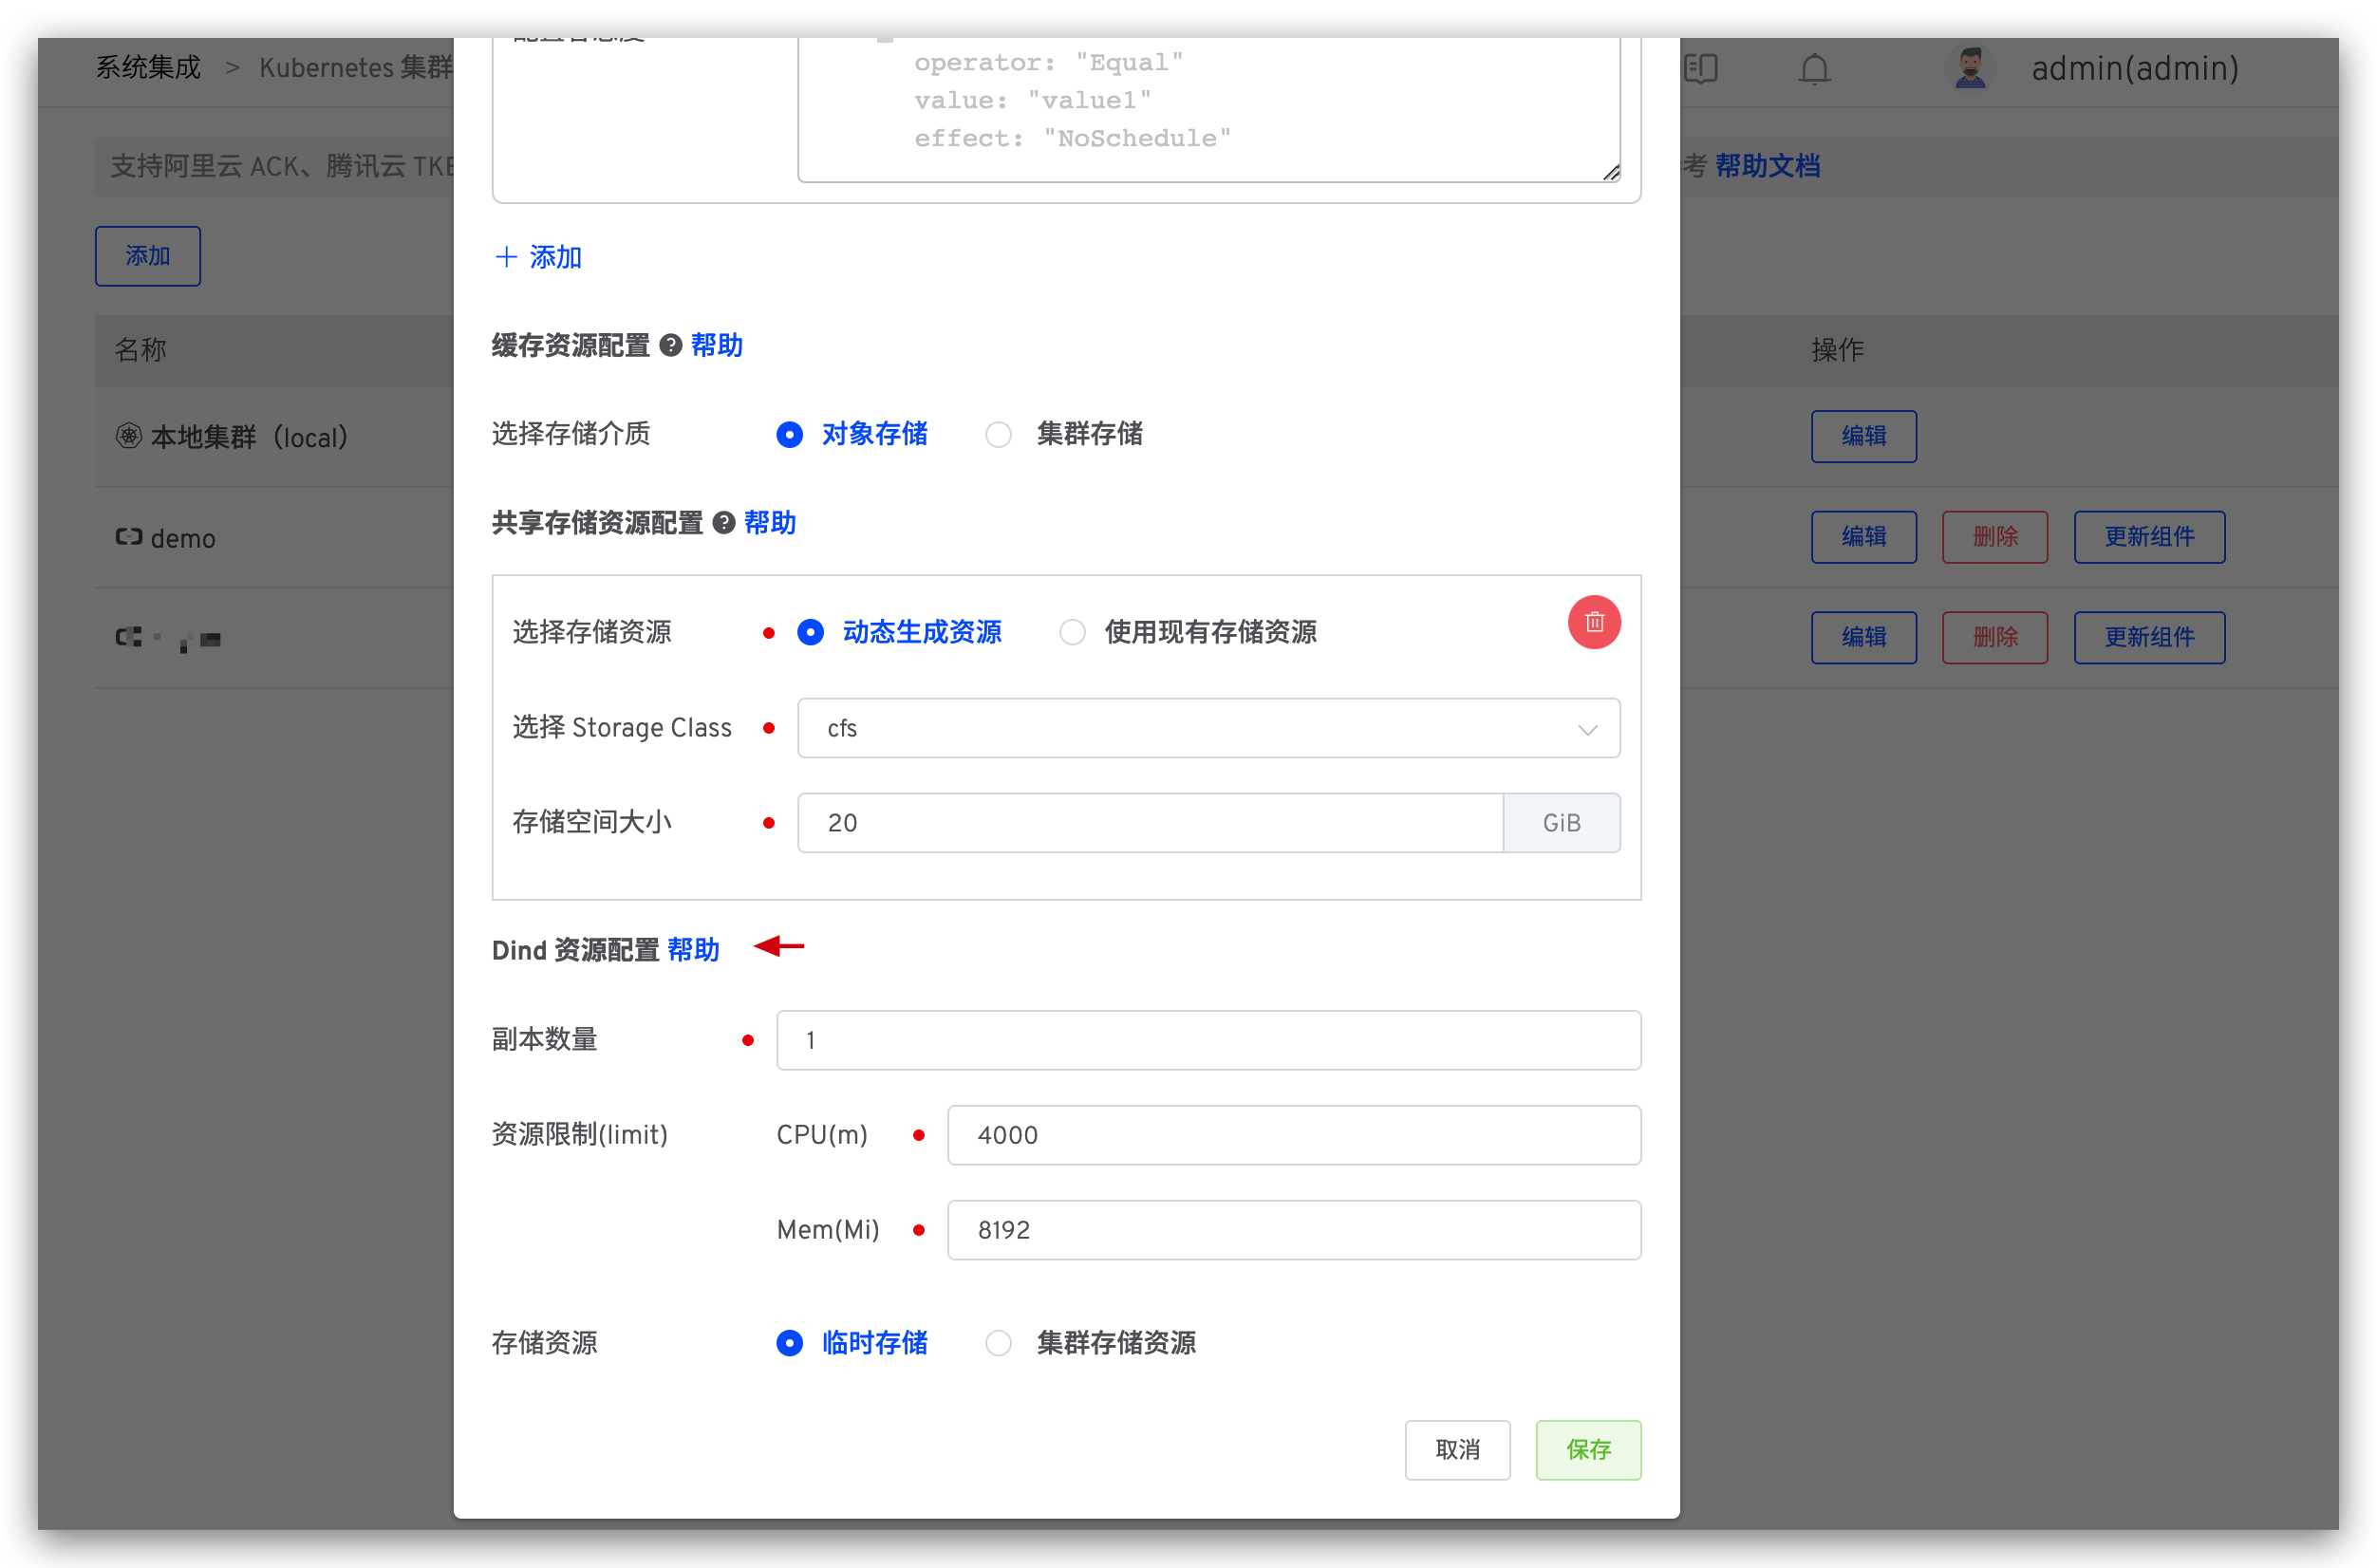 系统集成 > Kubernetes 集群
admin(admin)
operator: "Equal"
value: "value1"
effect: "NoSchedule"
支持阿里云 ACK、腾讯云 TKE
考 帮助文档
添加
+ 添加
名称
操作
缓存资源配置 ? 帮助
选择存储介质 对象存储 集群存储
本地集群（local）
编辑
共享存储资源配置 ? 帮助
demo
编辑 删除 更新组件
选择存储资源 动态生成资源 使用现有存储资源
编辑 删除 更新组件
选择 Storage Class cfs
存储空间大小 20 GiB
Dind 资源配置 帮助
副本数量 1
资源限制(limit) CPU(m) 4000
Mem(Mi) 8192
存储资源 临时存储 集群存储资源
取消 保存